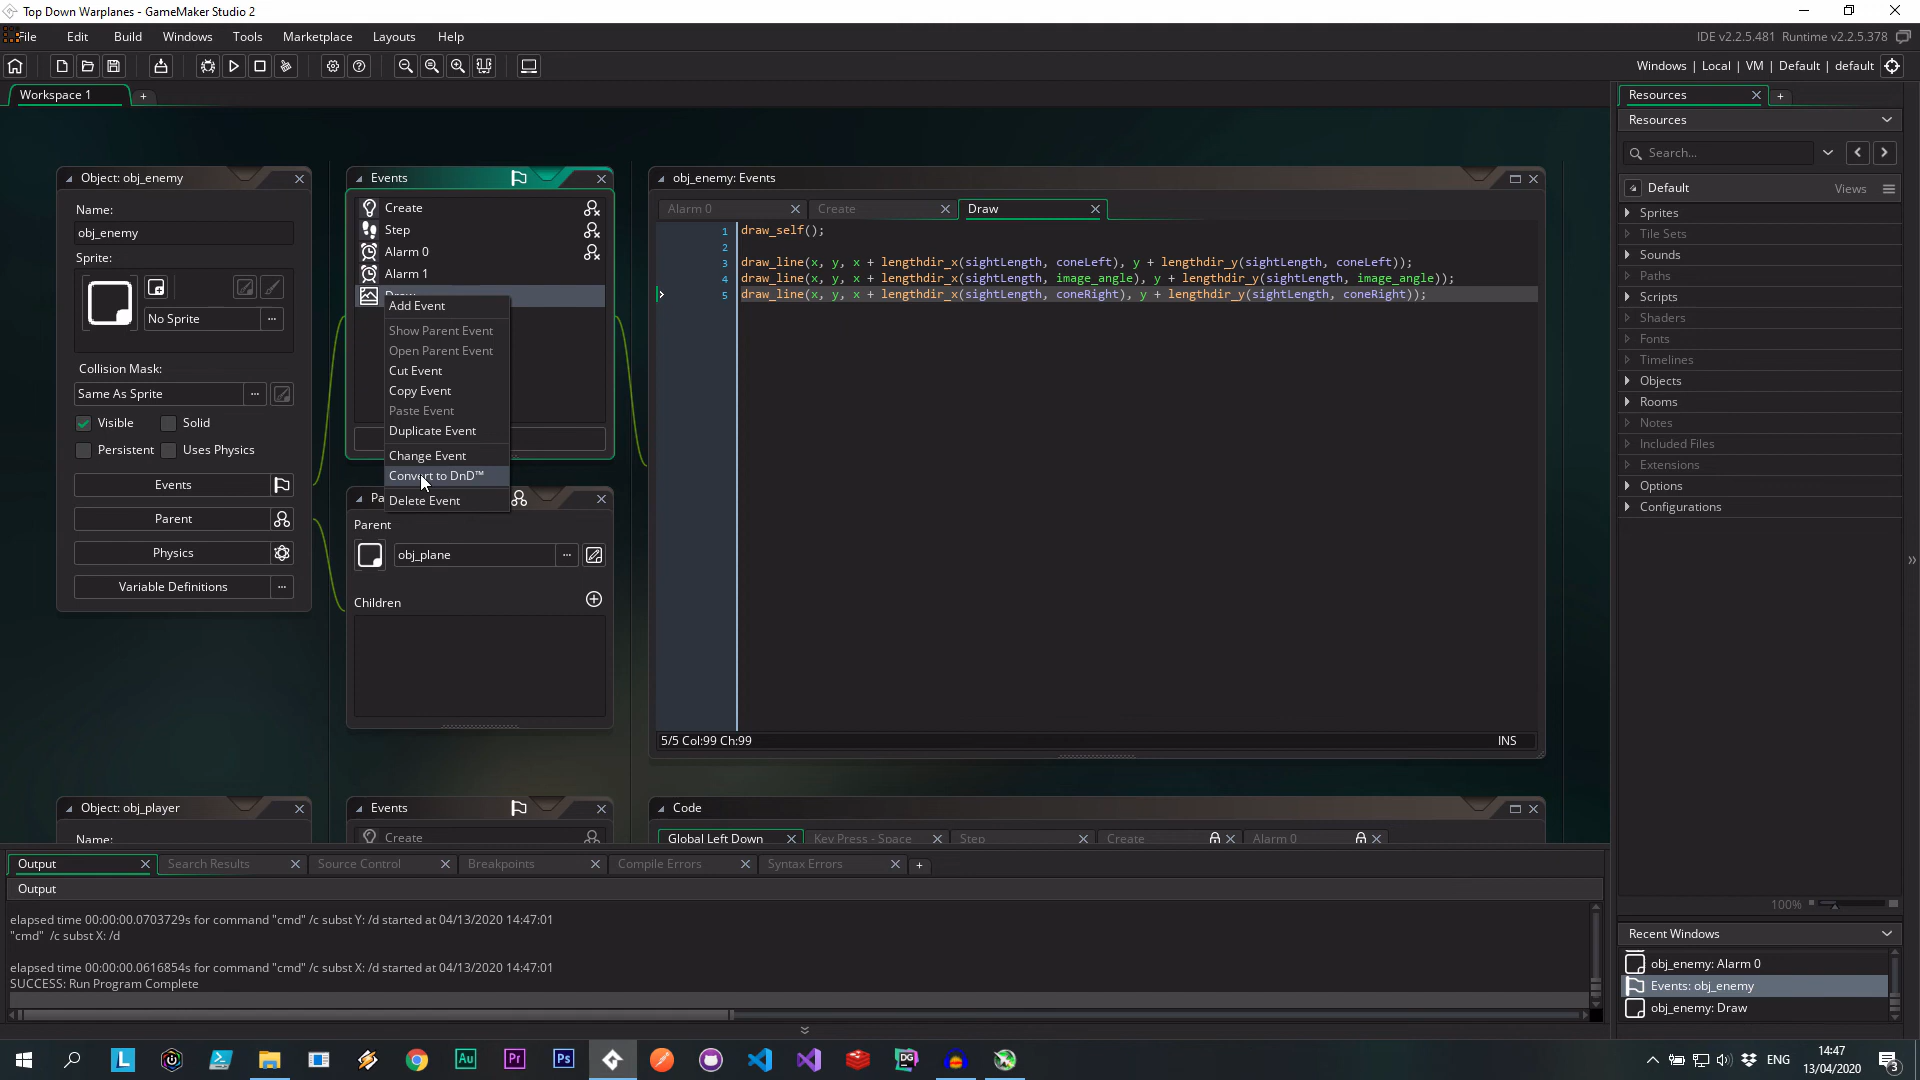 Top Down Warplanes - GameMaker Studio 2
File Edit Build Windows Tools Marketplace Layouts Help
IDE v2.2.5.481 Runtime v2.2.5.378
Windows | Local | VM | Default | default
Workspace 1
Object: obj_enemy
Name:
obj_enemy
Sprite:
No Sprite
Collision Mask:
Same As Sprite
Visible Solid
Persistent Uses Physics
Events
Parent
Physics
Variable Definitions
Events
Create
Step
Alarm 0
Alarm 1
Add Event
Show Parent Event
Open Parent Event
Cut Event
Copy Event
Paste Event
Duplicate Event
Change Event
Convert to DnD™
Delete Event
Parent
obj_plane
Children
obj_enemy: Events
Alarm 0 Create Draw
1 draw_self();
2
3 draw_line(x, y, x + lengthdir_x(sightLength, coneLeft), y + lengthdir_y(sightLength, coneLeft));
4 draw_line(x, y, x + lengthdir_x(sightLength, image_angle), y + lengthdir_y(sightLength, image_angle));
5 draw_line(x, y, x + lengthdir_x(sightLength, coneRight), y + lengthdir_y(sightLength, coneRight));
5/5 Col:99 Ch:99
INS
Object: obj_player
Name:
Events
Create
Code
Global Left Down Key Press - Space Step Create Alarm 0
Output Search Results Source Control Breakpoints Compile Errors Syntax Errors
Output
elapsed time 00:00:00.0703729s for command "cmd" /c subst Y: /d started at 04/13/2020 14:47:01
"cmd" /c subst X: /d
elapsed time 00:00:00.0616854s for command "cmd" /c subst X: /d started at 04/13/2020 14:47:01
SUCCESS: Run Program Complete
Resources
Resources
Search...
Default
Views
Sprites
Tile Sets
Sounds
Paths
Scripts
Shaders
Fonts
Timelines
Objects
Rooms
Notes
Included Files
Extensions
Options
Configurations
100%
Recent Windows
obj_enemy: Alarm 0
Events: obj_enemy
obj_enemy: Draw
L
Au
Pr
Ps
DG
ENG
14:47
13/04/2020
3